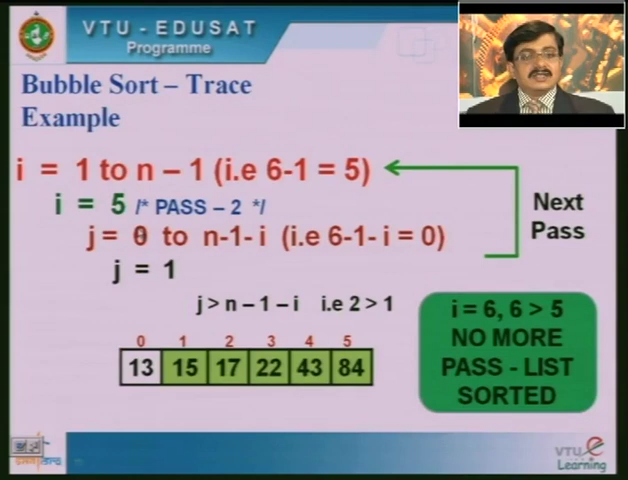 VTU - EDUSAT
Programme
Bubble Sort – Trace
Example
i = 1 to n – 1 (i.e 6-1 = 5)
i = 5 /* PASS – 2 */
j = to n-1- i (i.e 6-1- i = 0)
j = 1
j > n – 1 – i i.e 2 > 1
Next
Pass
i = 6, 6 > 5
NO MORE
PASS - LIST
SORTED
0 1 2 3 4 5
13 15 17 22 43 84
VTU e
Learning